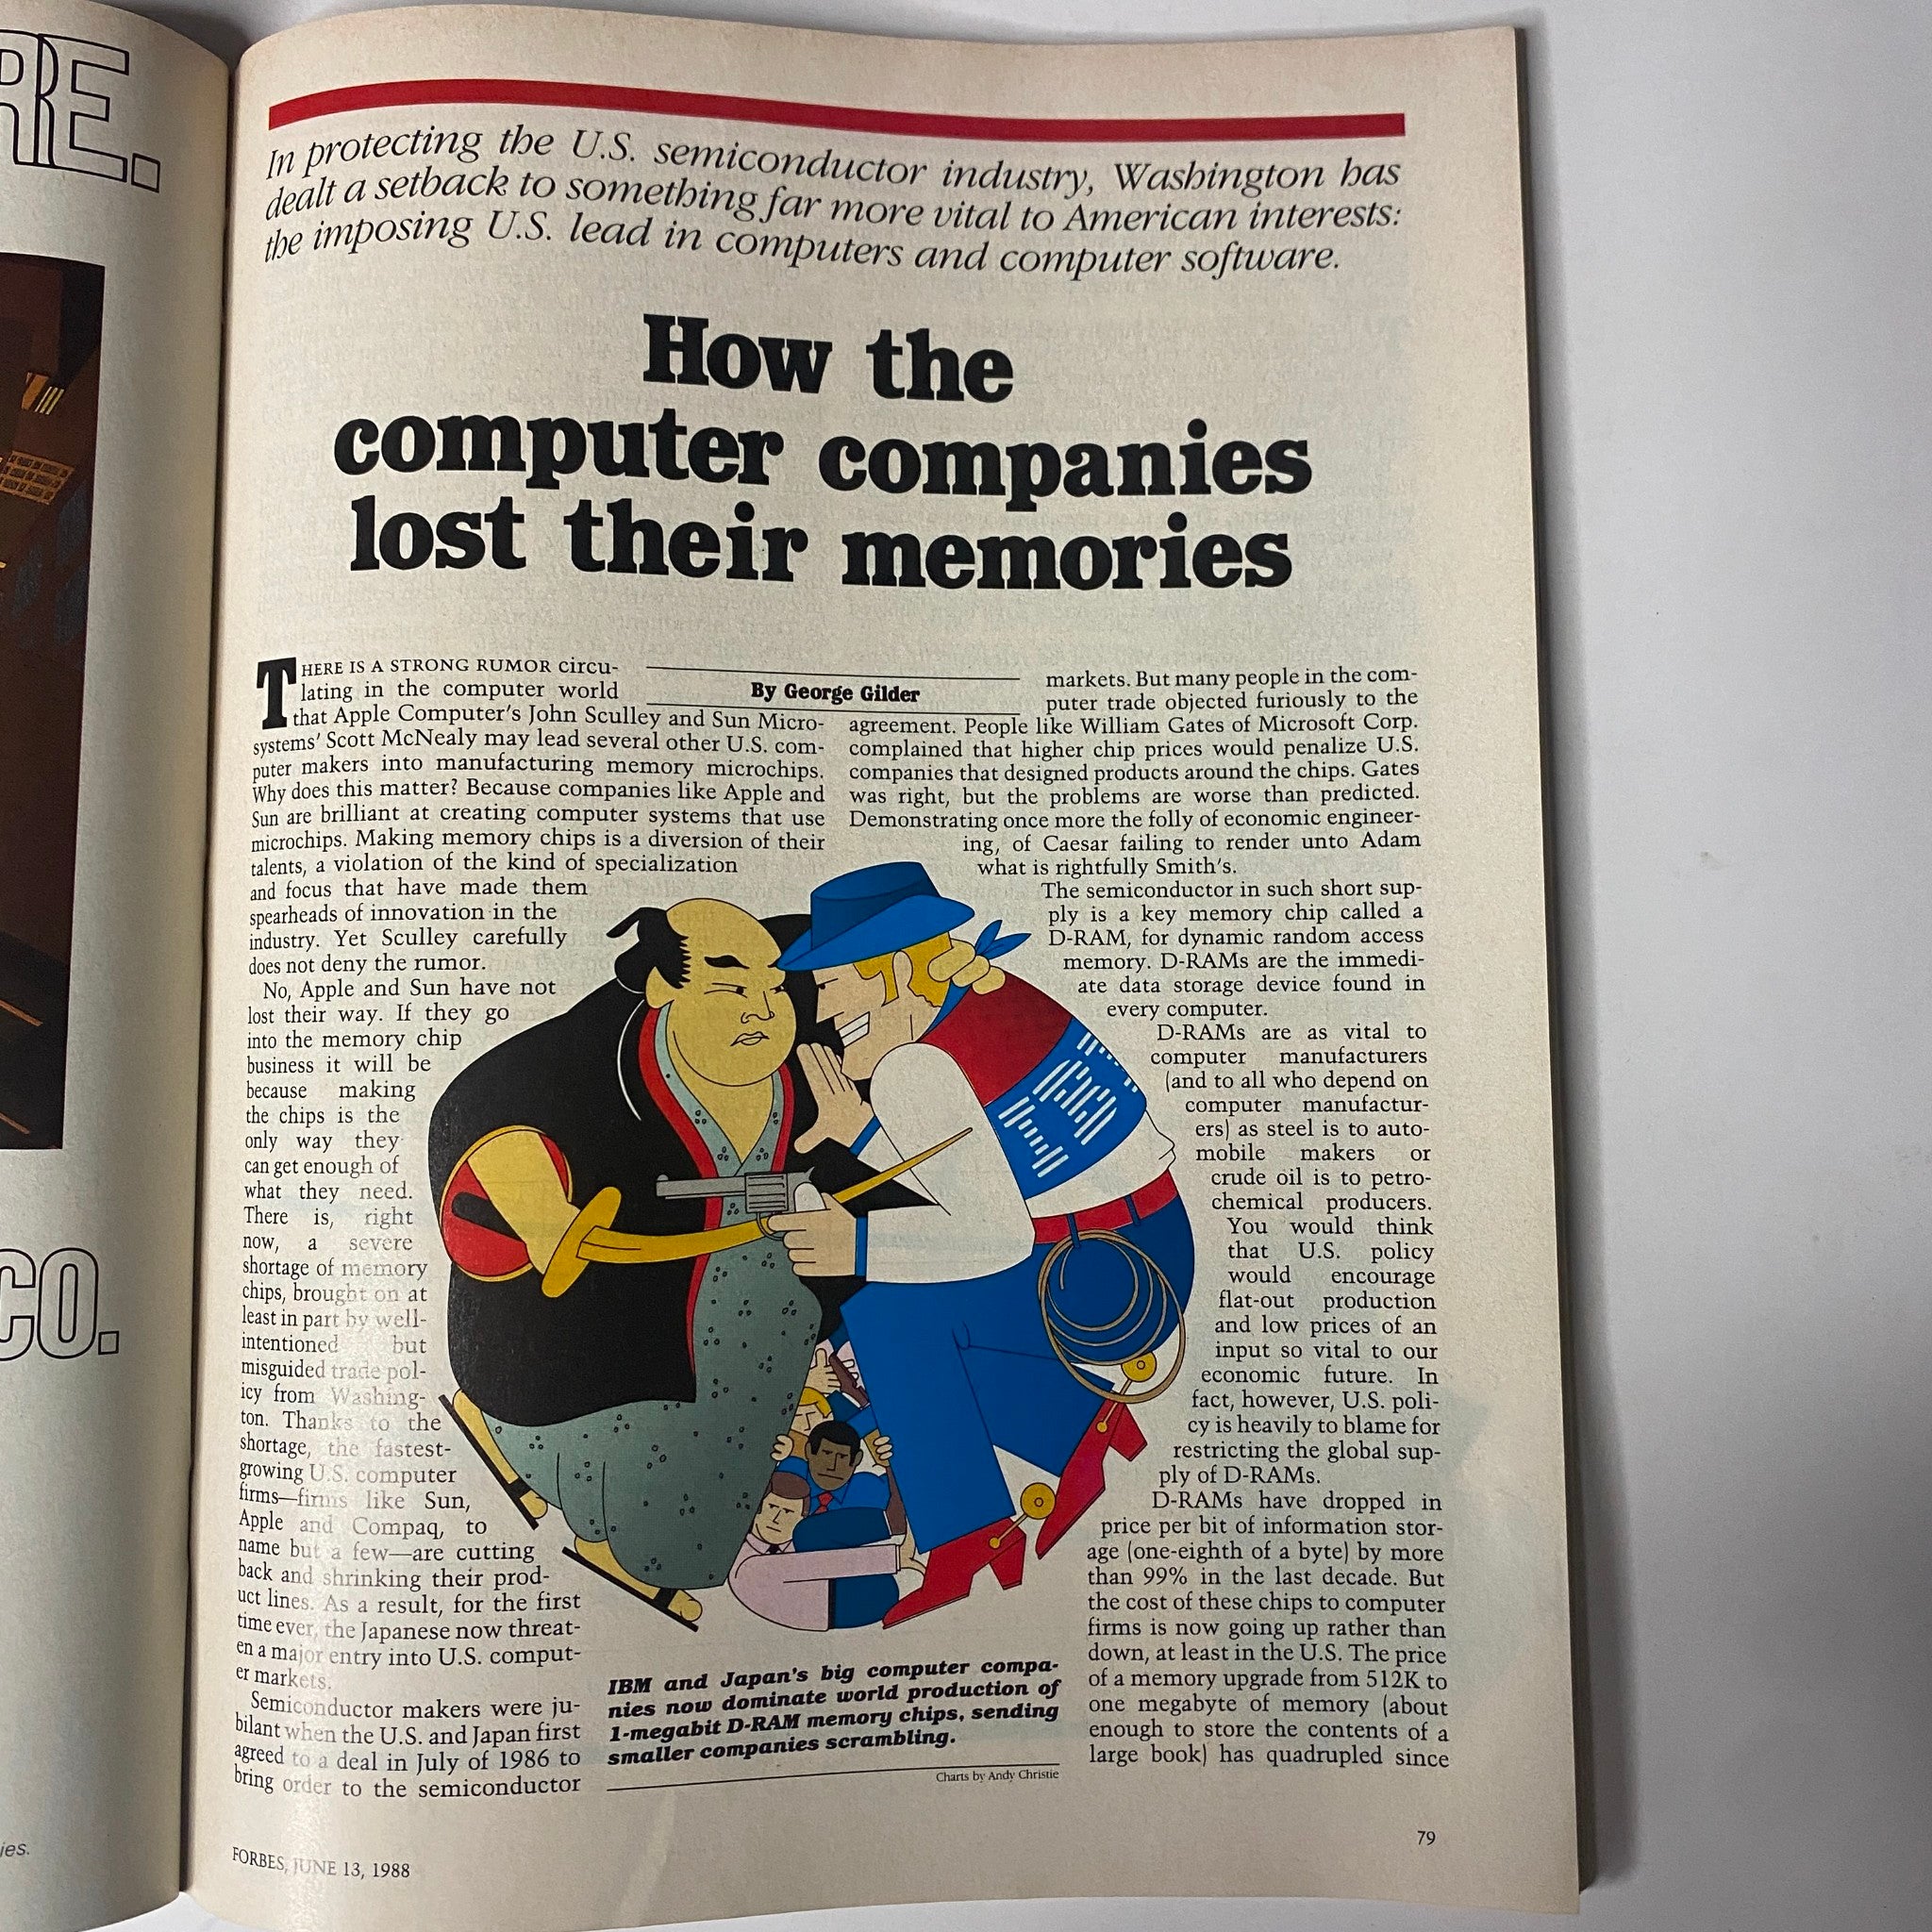 RE.
CO.
ies.
In protecting the U.S. semiconductor industry, Washington has
dealt a setback to something far more vital to American interests:
the imposing U.S. lead in computers and computer software.
How the
computer companies
lost their memories
By George Gilder
THERE IS A STRONG RUMOR circu-
lating in the computer world
that Apple Computer's John Sculley and Sun Micro-
systems' Scott McNealy may lead several other U.S. com-
puter makers into manufacturing memory microchips.
Why does this matter? Because companies like Apple and
Sun are brilliant at creating computer systems that use
microchips. Making memory chips is a diversion of their
talents, a violation of the kind of specialization
and focus that have made them
spearheads of innovation in the
industry. Yet Sculley carefully
does not deny the rumor.
No, Apple and Sun have not
lost their way. If they go
into the memory chip
business it will be
because making
the chips is the
only way they
can get enough of
what they need.
There is, right
now, a severe
shortage of memory
chips, brought on at
least in part by well-
intentioned but
misguided trade pol-
icy from Washing-
ton. Thanks to the
shortage, the fastest-
growing U.S. computer
firms—firms like Sun,
Apple and Compaq, to
name but a few—are cutting
back and shrinking their prod-
uct lines. As a result, for the first
time ever, the Japanese now threat-
en a major entry into U.S. comput-
er markets.
Semiconductor makers were ju-
bilant when the U.S. and Japan first
agreed to a deal in July of 1986 to
bring order to the semiconductor
markets. But many people in the com-
puter trade objected furiously to the
agreement. People like William Gates of Microsoft Corp.
complained that higher chip prices would penalize U.S.
companies that designed products around the chips. Gates
was right, but the problems are worse than predicted.
Demonstrating once more the folly of economic engineer-
ing, of Caesar failing to render unto Adam
what is rightfully Smith's.
The semiconductor in such short sup-
ply is a key memory chip called a
D-RAM, for dynamic random access
memory. D-RAMs are the immedi-
ate data storage device found in
every computer.
D-RAMs are as vital to
computer manufacturers
(and to all who depend on
computer manufactur-
ers) as steel is to auto-
mobile makers or
crude oil is to petro-
chemical producers.
You would think
that U.S. policy
would encourage
flat-out production
and low prices of an
input so vital to our
economic future. In
fact, however, U.S. poli-
cy is heavily to blame for
restricting the global sup-
ply of D-RAMs.
D-RAMs have dropped in
price per bit of information stor-
age (one-eighth of a byte) by more
than 99% in the last decade. But
the cost of these chips to computer
firms is now going up rather than
down, at least in the U.S. The price
of a memory upgrade from 512K to
one megabyte of memory (about
enough to store the contents of a
large book) has quadrupled since
IBM
IBM and Japan's big computer compa-
nies now dominate world production of
1-megabit D-RAM memory chips, sending
smaller companies scrambling.
Charts by Andy Christie
FORBES, JUNE 13, 1988
79